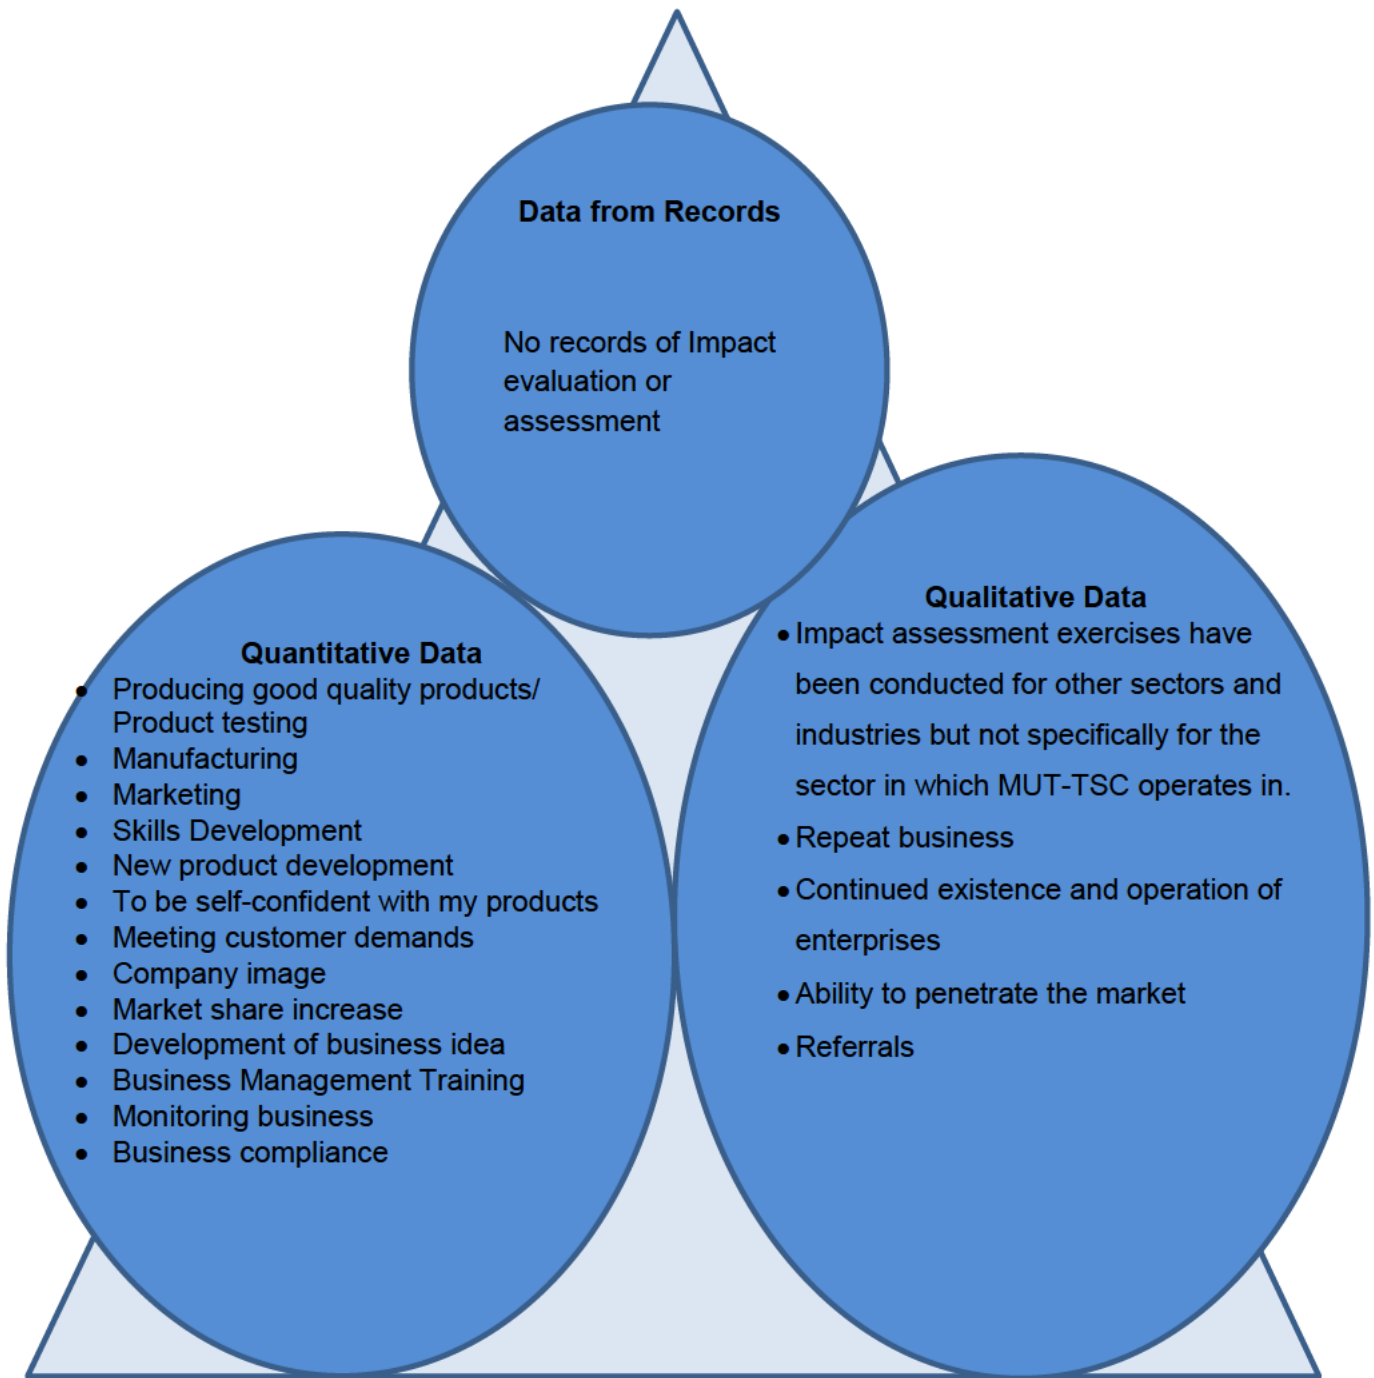 Data from Records
No records of Impact
evaluation or
assessment
Quantitative Data
• Producing good quality products/
Product testing
• Manufacturing
• Marketing
• Skills Development
• New product development
• To be self-confident with my products
• Meeting customer demands
• Company image
• Market share increase
• Development of business idea
• Business Management Training
• Monitoring business
• Business compliance
Qualitative Data
• Impact assessment exercises have
been conducted for other sectors and
industries but not specifically for the
sector in which MUT-TSC operates in.
• Repeat business
• Continued existence and operation of
enterprises
• Ability to penetrate the market
• Referrals